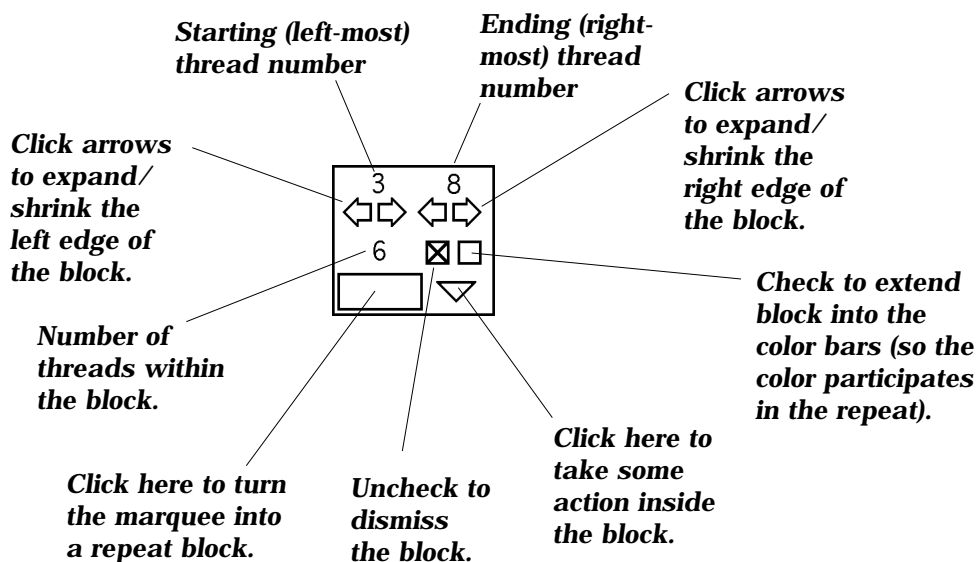 Starting (left-most)
thread number
Ending (right-
most) thread
number
Click arrows
to expand/
shrink the
left edge of
the block.
Click arrows
to expand/
shrink the
right edge of
the block.
3
8
6
Number of
threads within
the block.
Check to extend
block into the
color bars (so the
color participates
in the repeat).
Click here to turn
the marquee into
a repeat block.
Uncheck to
dismiss
the block.
Click here to
take some
action inside
the block.